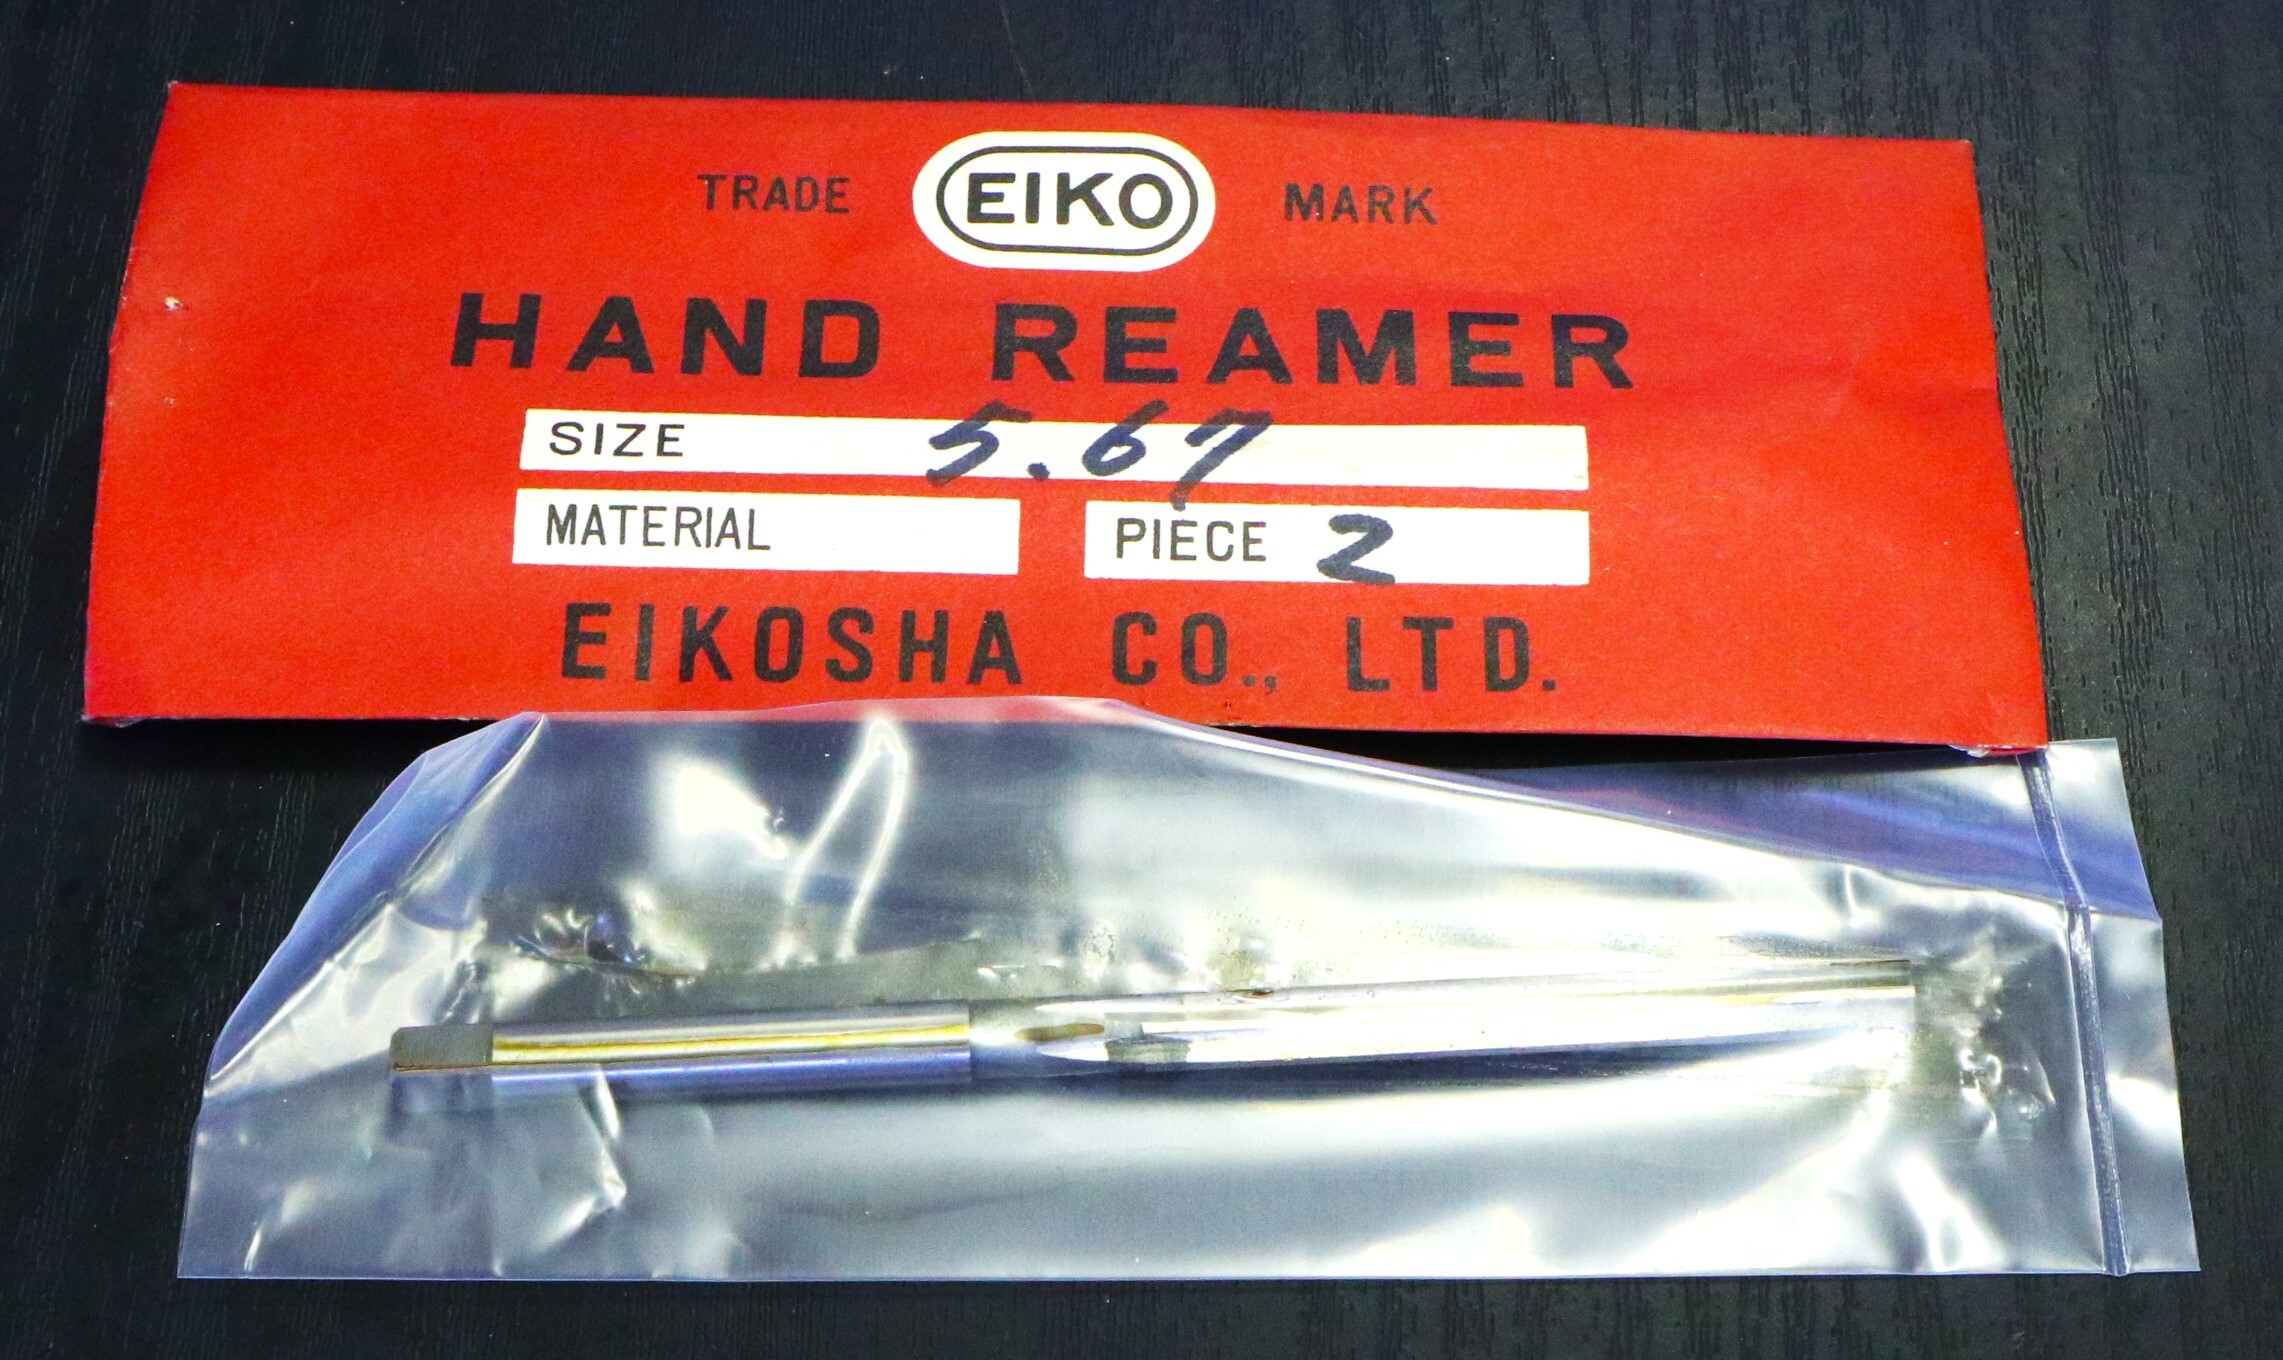 TRADE EIKO MARK
HAND REAMER
SIZE 5.67
MATERIAL PIECE 2
EIKOSHA CO., LTD.